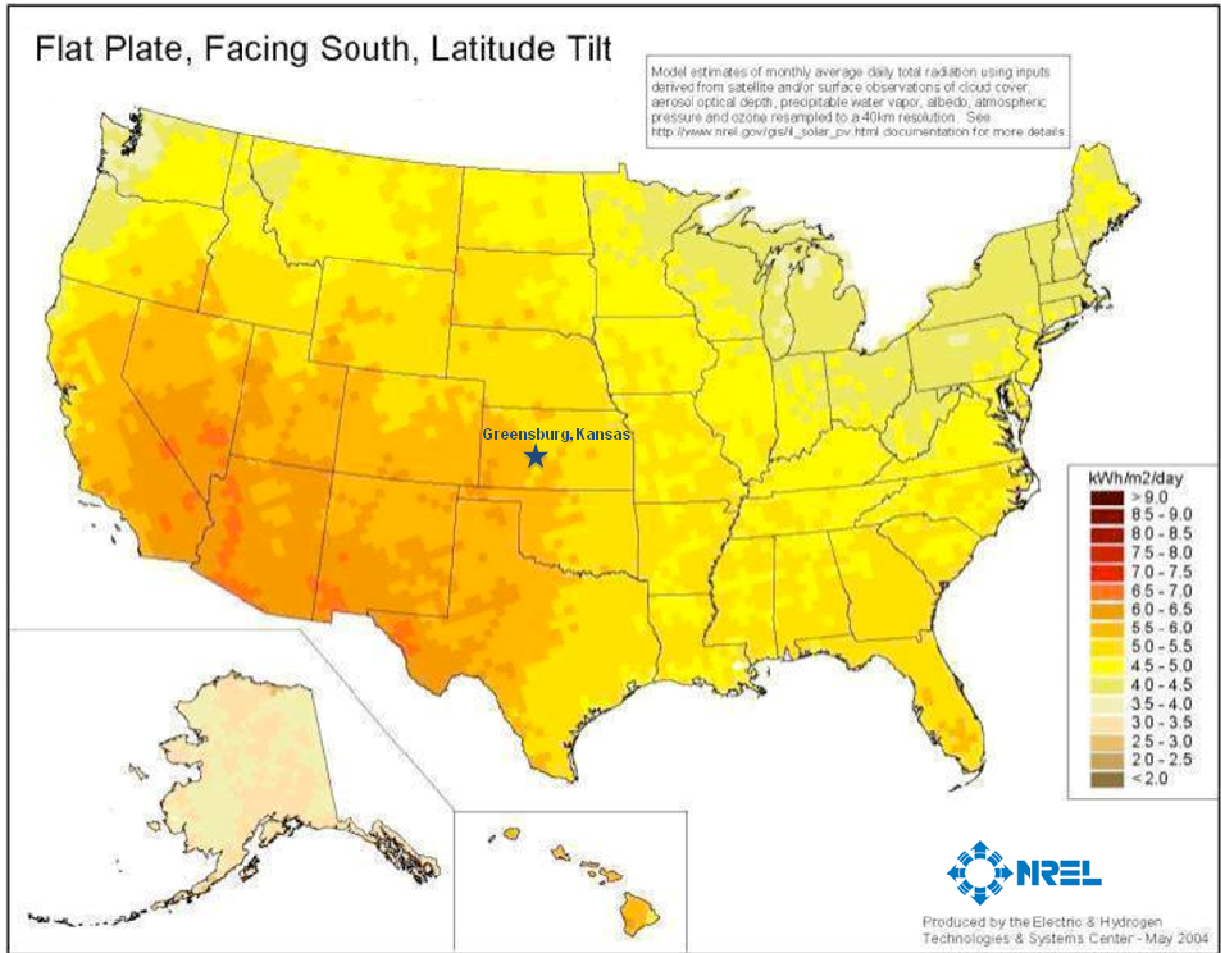 Flat Plate, Facing South, Latitude Tilt
Model estimates of monthly average daily total radiation using inputs
derived from satellite and/or surface observations of cloud cover,
aerosol optical depth, precipitable water vapor, albedo, atmospheric
pressure and ozone resampled to a 40km resolution. See
http://www.nrel.gov/gis/il_solar_pv.html documentation for more details.
Greensburg, Kansas
kWh/m2/day
> 9.0
8.5 - 9.0
8.0 - 8.5
7.5 - 8.0
7.0 - 7.5
6.5 - 7.0
6.0 - 6.5
5.5 - 6.0
5.0 - 5.5
4.5 - 5.0
4.0 - 4.5
3.5 - 4.0
3.0 - 3.5
2.5 - 3.0
2.0 - 2.5
< 2.0
NREL
Produced by the Electric & Hydrogen
Technologies & Systems Center - May 2004